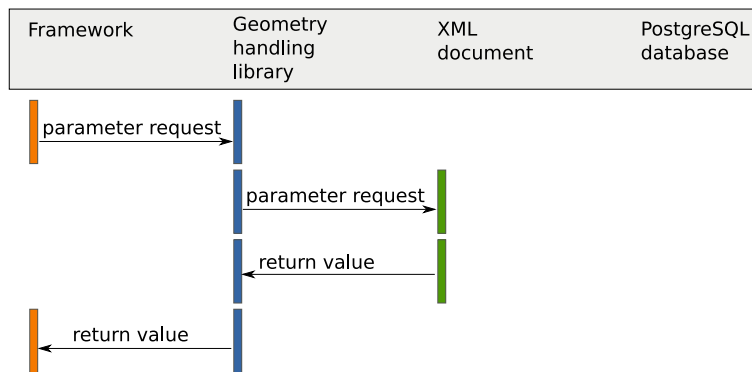 Framework
Geometry
handling
library
XML
document
PostgreSQL
database
parameter request
parameter request
return value
return value